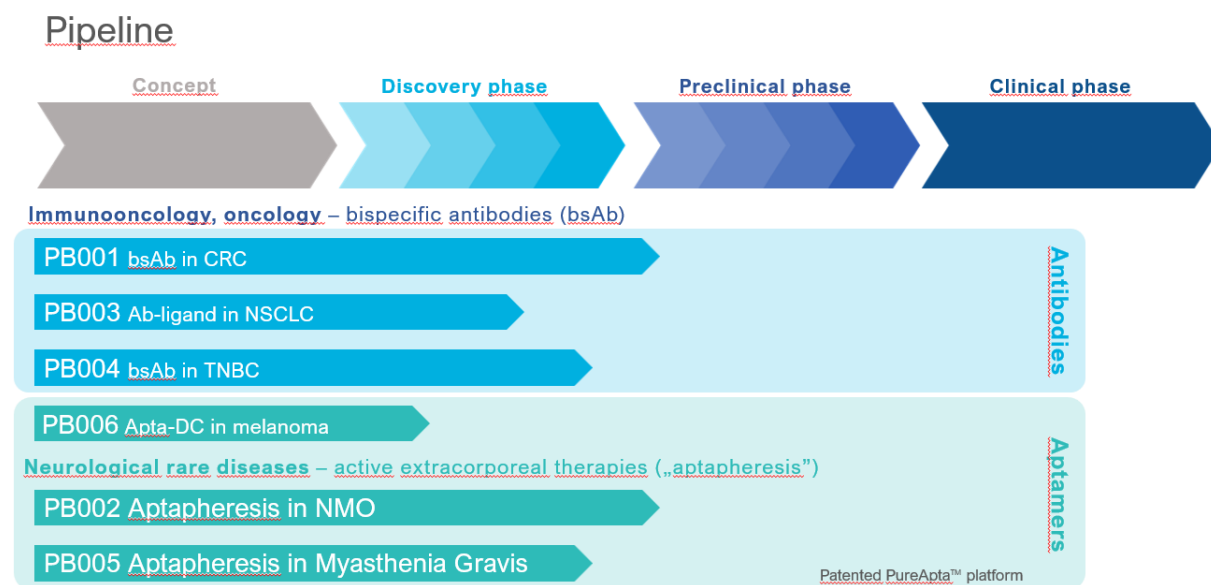 Pipeline
Concept
Discovery phase
Preclinical phase
Clinical phase
Immunooncology, oncology – bispecific antibodies (bsAb)
PB001 bsAb in CRC
PB003 Ab-ligand in NSCLC
PB004 bsAb in TNBC
Antibodies
PB006 Apta-DC in melanoma
Neurological rare diseases – active extracorporeal therapies („aptapheresis”)
PB002 Aptapheresis in NMO
PB005 Aptapheresis in Myasthenia Gravis
Aptamers
Patented PureApta™ platform